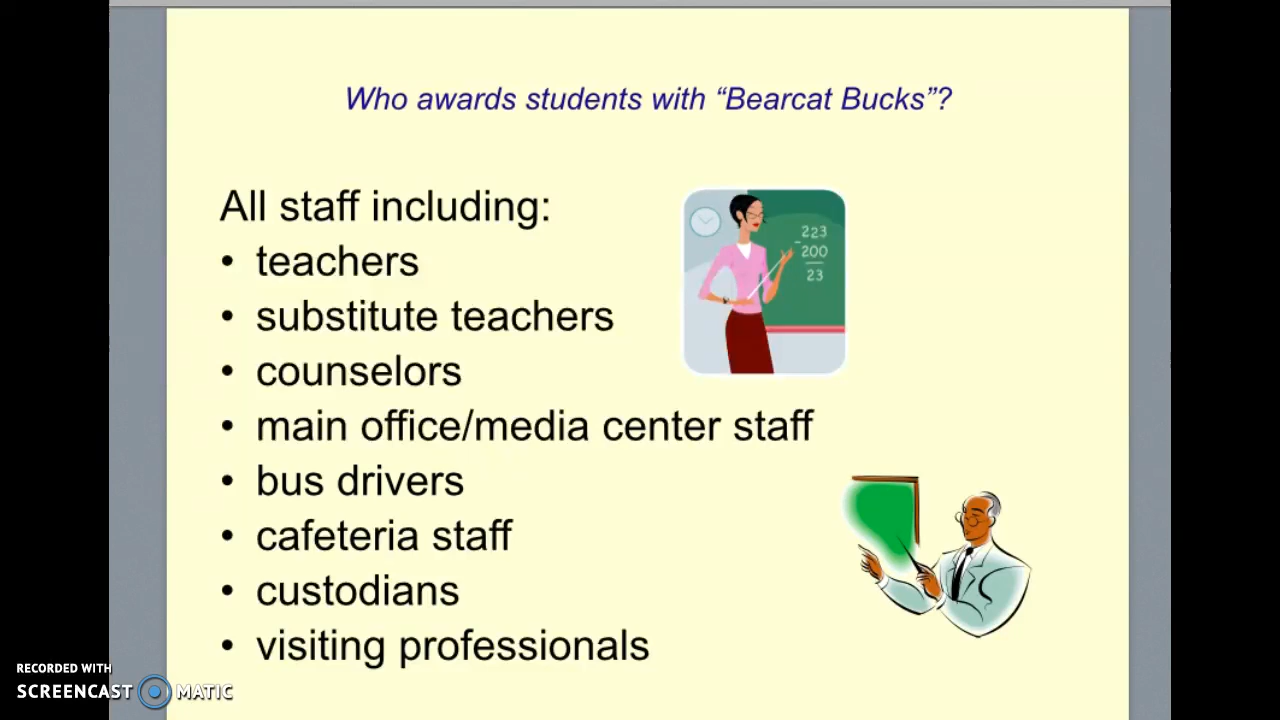 Who awards students with “Bearcat Bucks”?
All staff including:
• teachers
• substitute teachers
• counselors
• main office/media center staff
• bus drivers
• cafeteria staff
• custodians
• visiting professionals
223
- 200
23
RECORDED WITH
SCREENCAST MATIC